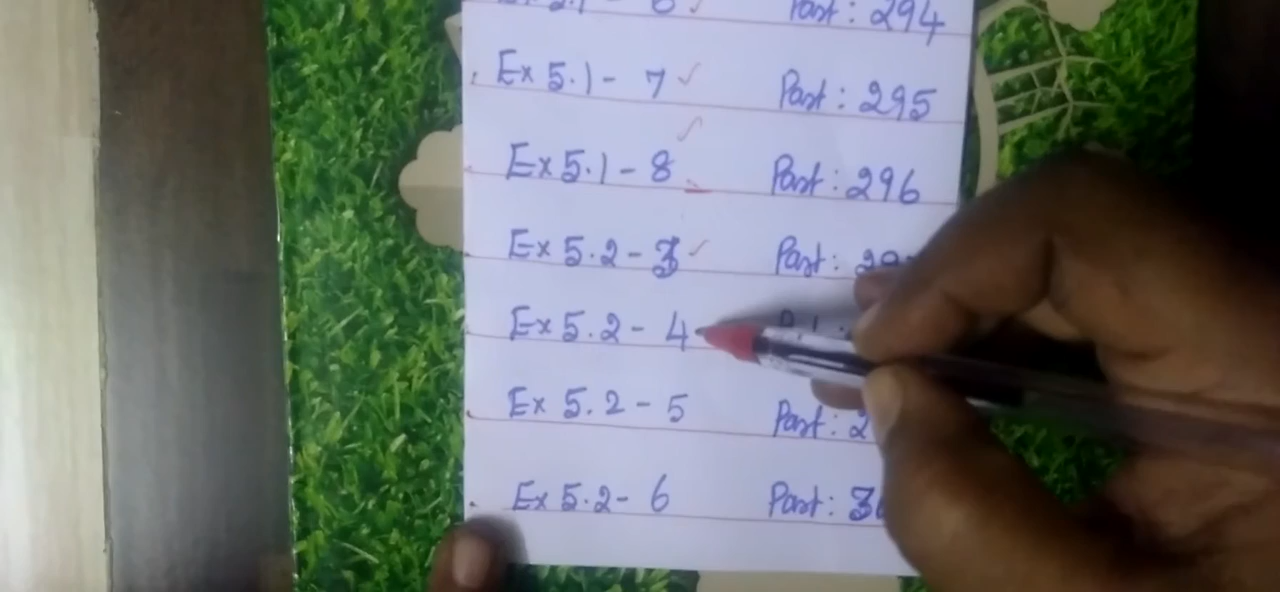 6 Part : 294
Ex 5.1 - 7 ✓ Part : 295
Ex 5.1 - 8 ✓ Part : 296
Ex 5.2 - 3 ✓ Part :
Ex 5.2 - 4
Ex 5.2 - 5 Part :
Ex 5.2 - 6 Part :